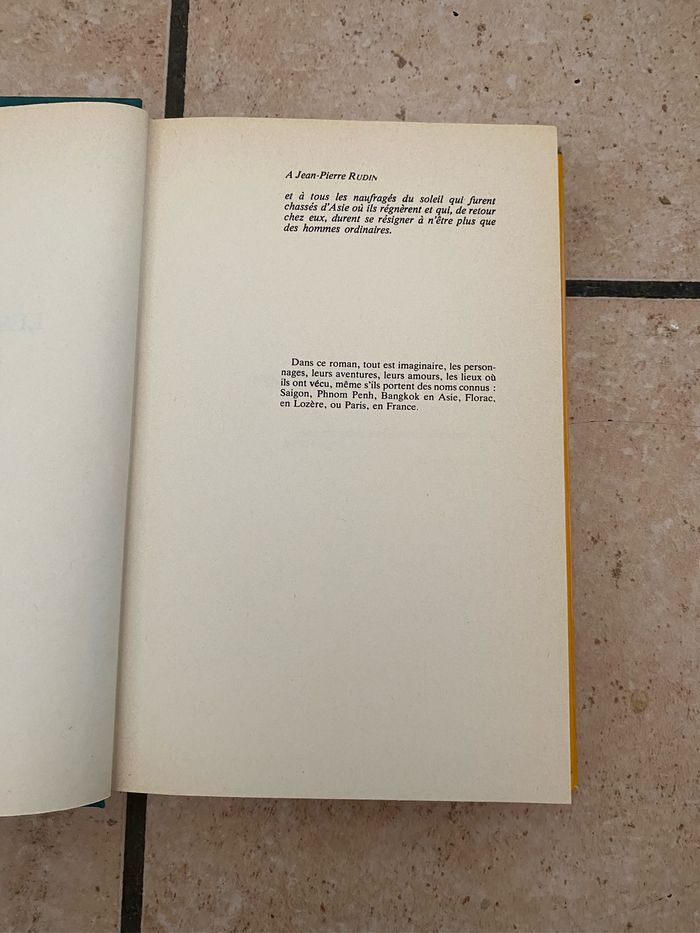 A Jean-Pierre RUDIN
et à tous les naufragés du soleil qui furent
chassés d'Asie où ils régnèrent et qui, de retour
chez eux, durent se résigner à n'être plus que
des hommes ordinaires.
Dans ce roman, tout est imaginaire, les person-
nages, leurs aventures, leurs amours, les lieux où
ils ont vécu, même s'ils portent des noms connus :
Saigon, Phnom Penh, Bangkok en Asie, Florac,
en Lozère, ou Paris, en France.